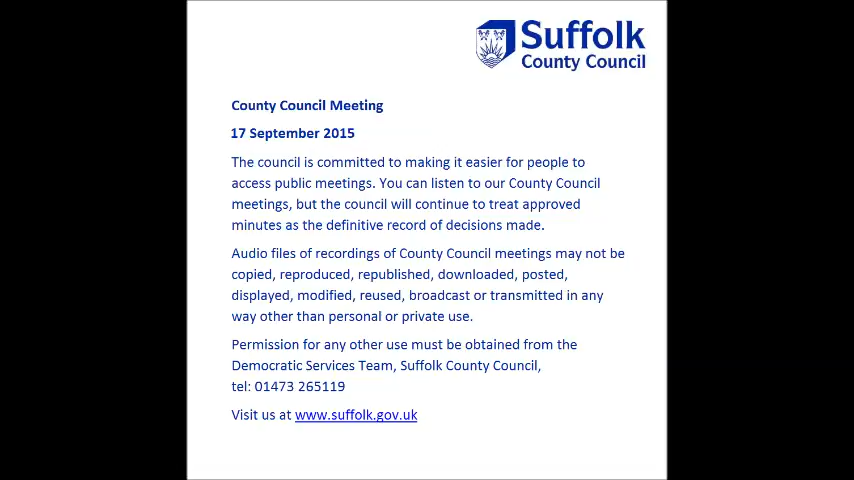 Suffolk
County Council
County Council Meeting
17 September 2015
The council is committed to making it easier for people to
access public meetings. You can listen to our County Council
meetings, but the council will continue to treat approved
minutes as the definitive record of decisions made.
Audio files of recordings of County Council meetings may not be
copied, reproduced, republished, downloaded, posted,
displayed, modified, reused, broadcast or transmitted in any
way other than personal or private use.
Permission for any other use must be obtained from the
Democratic Services Team, Suffolk County Council,
tel: 01473 265119
Visit us at www.suffolk.gov.uk